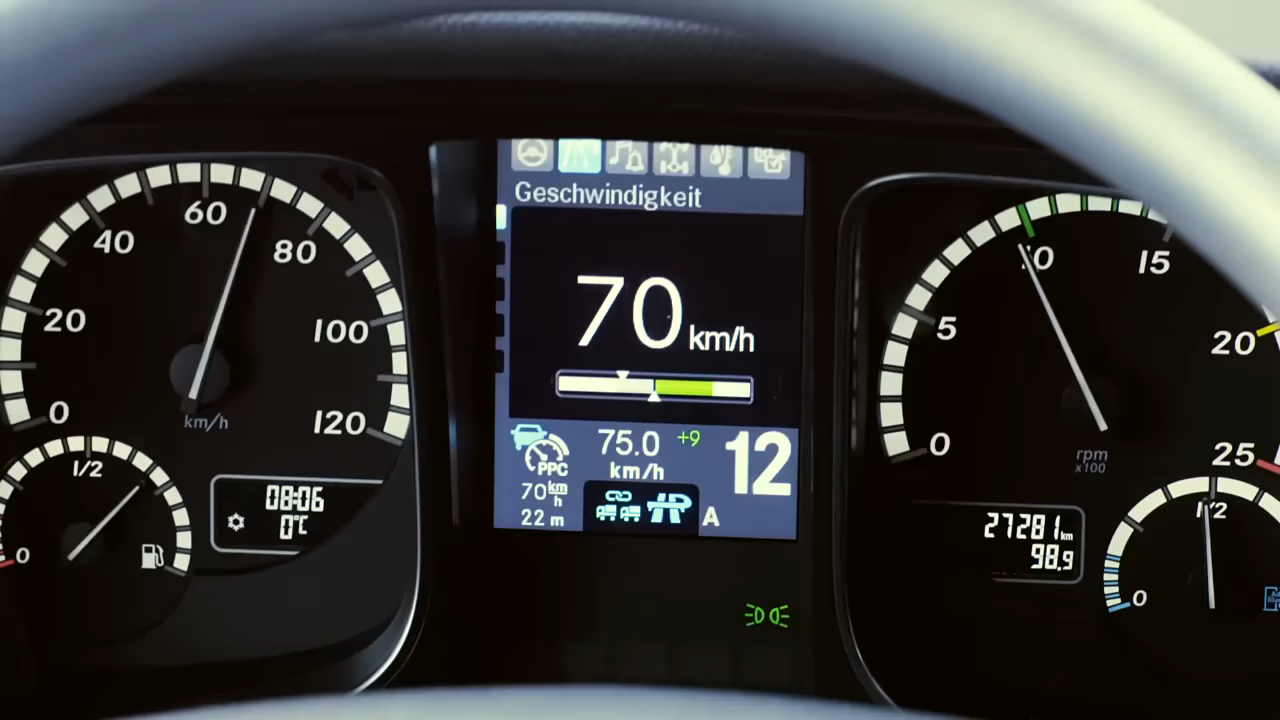 Geschwindigkeit
70 km/h
75.0 +9
km/h
PPC
70 km/h
22 m
12
A
0
20
40
60
80
100
120
km/h
0
1/2
08:06
0°C
0
5
10
15
20
25
rpm
x100
27281 km
98.9
0
1/2